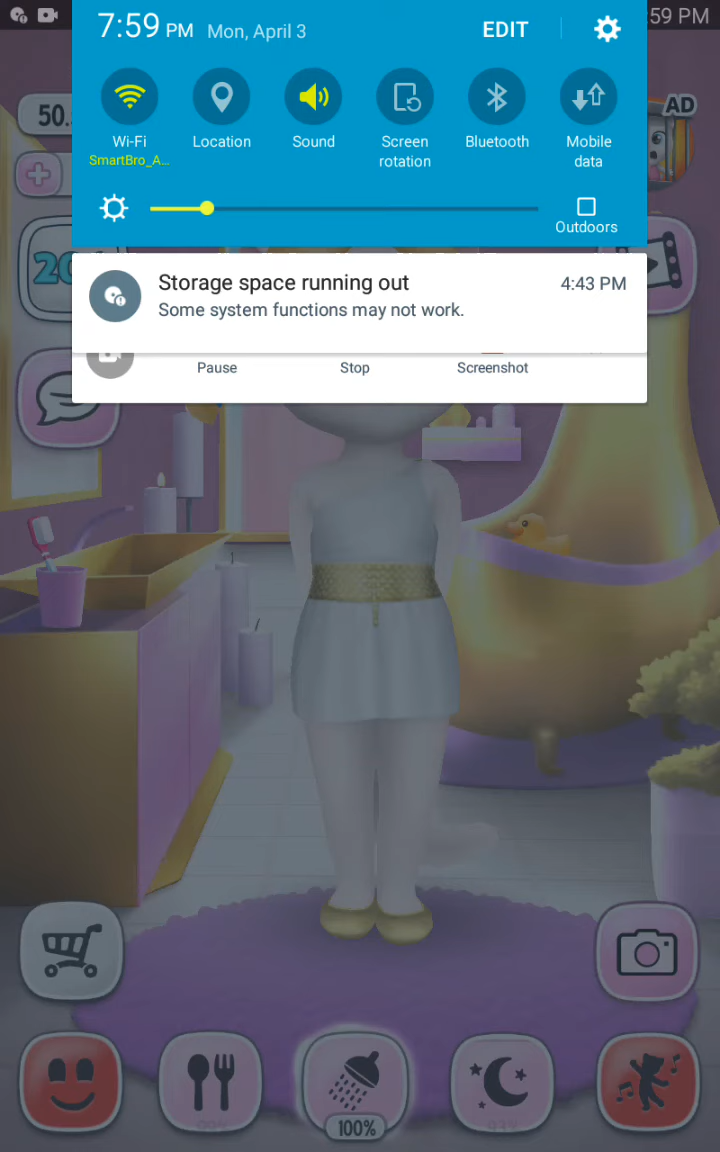 7:59 PM Mon, April 3 EDIT
:59 PM
50.
AD
Wi-Fi Location Sound Screen rotation Bluetooth Mobile data
SmartBro_A...
Outdoors
20
Storage space running out 4:43 PM
Some system functions may not work.
Pause Stop Screenshot
100%